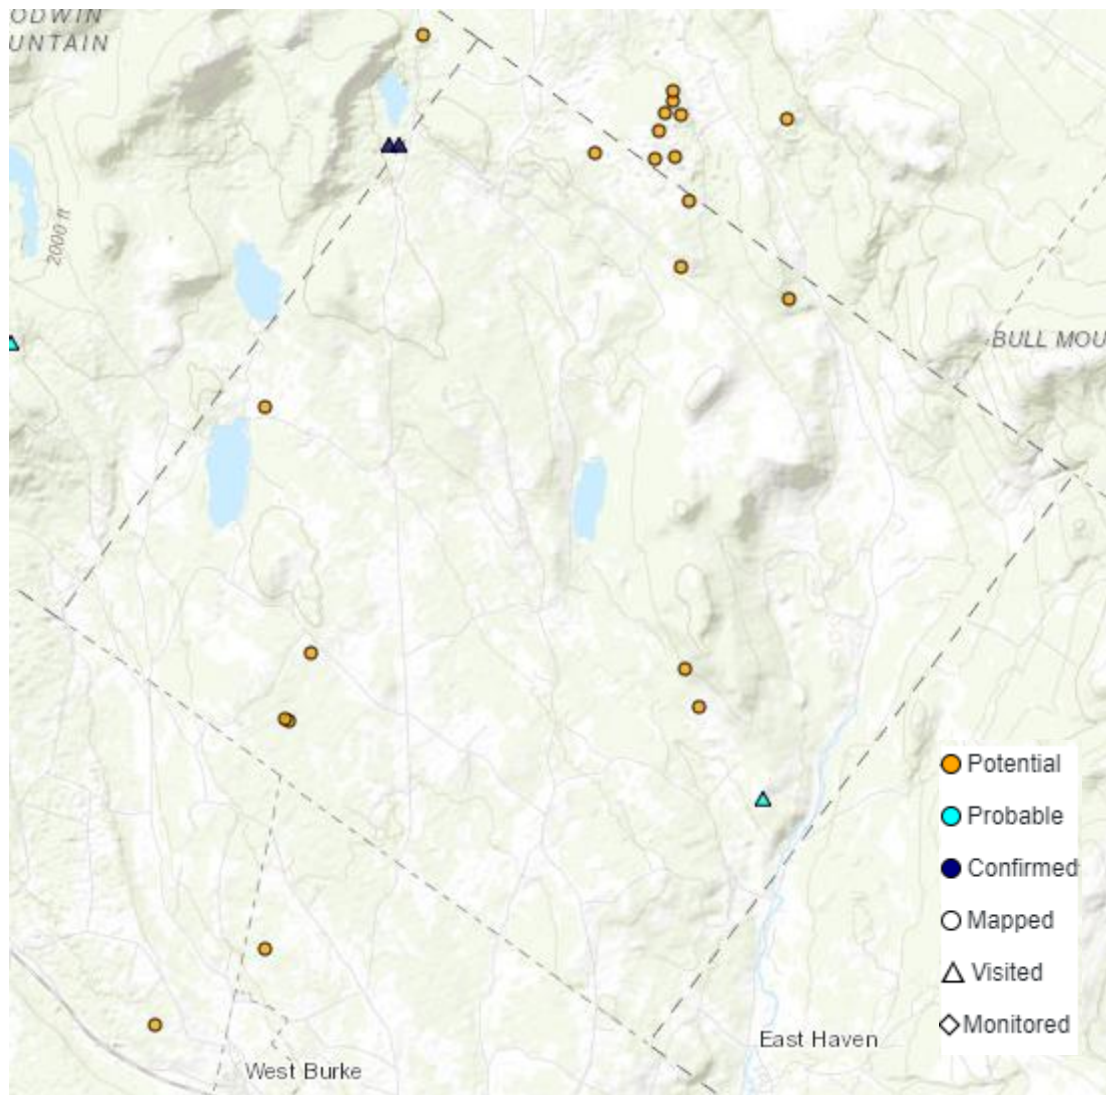 ODWIN
UNTAIN
2000 ft
BULL MOU
Potential
Probable
Confirmed
Mapped
Visited
Monitored
East Haven
West Burke